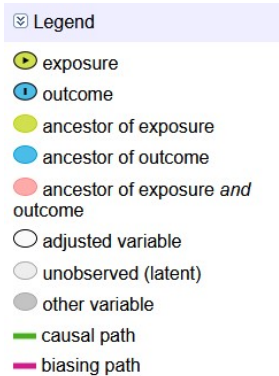 Legend
exposure
outcome
ancestor of exposure
ancestor of outcome
ancestor of exposure and
outcome
adjusted variable
unobserved (latent)
other variable
causal path
biasing path